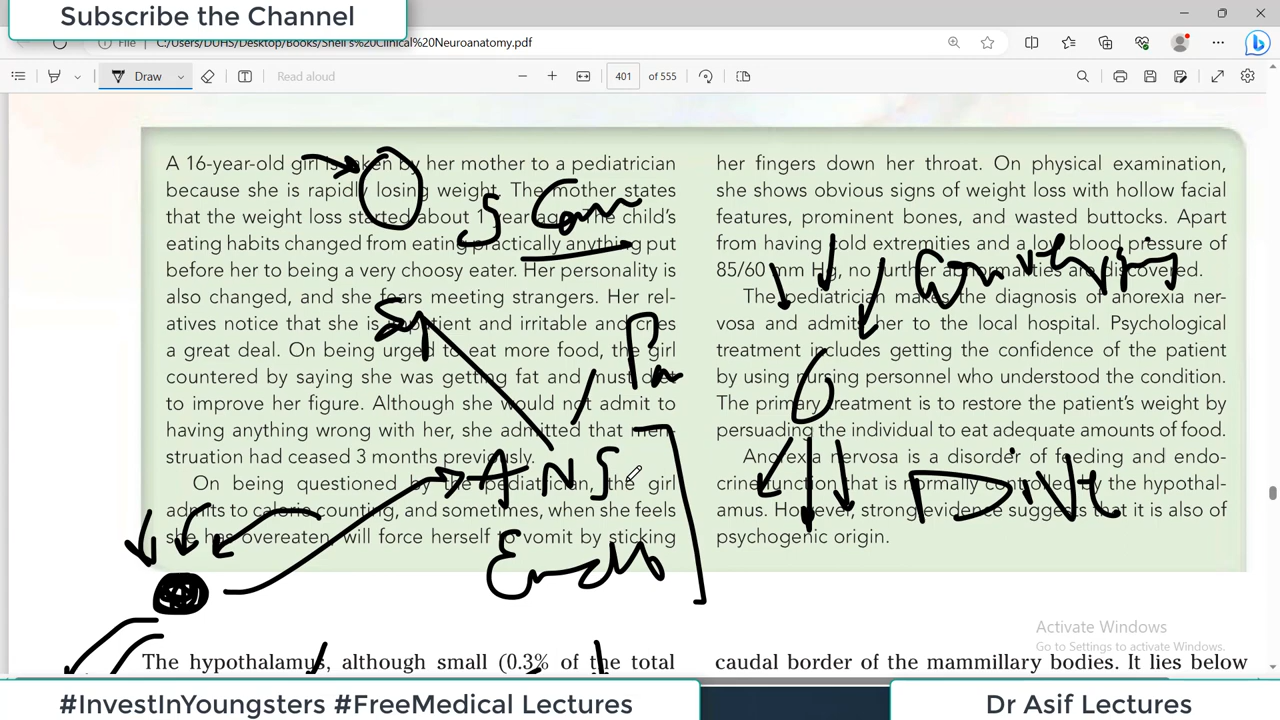 Subscribe the Channel
File C:/Users/DUHS/Desktop/Books/Snell's%20Clinical%20Neuroanatomy.pdf
Draw
Read aloud
401 of 555
A 16-year-old girl is taken by her mother to a pediatrician
because she is rapidly losing weight. The mother states
that the weight loss started about 1 year ago. The child's
eating habits changed from eating practically anything put
before her to being a very choosy eater. Her personality is
also changed, and she fears meeting strangers. Her rel-
atives notice that she is impatient and irritable and cries
a great deal. On being urged to eat more food, the girl
countered by saying she was getting fat and must diet
to improve her figure. Although she would not admit to
having anything wrong with her, she admitted that men-
struation had ceased 3 months previously.
On being questioned by the pediatrician, the girl
admits to calorie counting, and sometimes, when she feels
she has overeaten, will force herself to vomit by sticking
her fingers down her throat. On physical examination,
she shows obvious signs of weight loss with hollow facial
features, prominent bones, and wasted buttocks. Apart
from having cold extremities and a low blood pressure of
85/60 mm Hg, no further abnormalities are discovered.
The pediatrician makes the diagnosis of anorexia ner-
vosa and admits her to the local hospital. Psychological
treatment includes getting the confidence of the patient
by using nursing personnel who understood the condition.
The primary treatment is to restore the patient's weight by
persuading the individual to eat adequate amounts of food.
Anorexia nervosa is a disorder of feeding and endo-
crine function that is normally controlled by the hypothal-
amus. However, strong evidence suggests that it is also of
psychogenic origin.
Sy
Pa
ANS
Endo
Converging
The hypothalamus, although small (0.3% of the total
caudal border of the mammillary bodies. It lies below
Activate Windows
Go to Settings to activate Windows.
#InvestInYoungsters #FreeMedical Lectures
Dr Asif Lectures